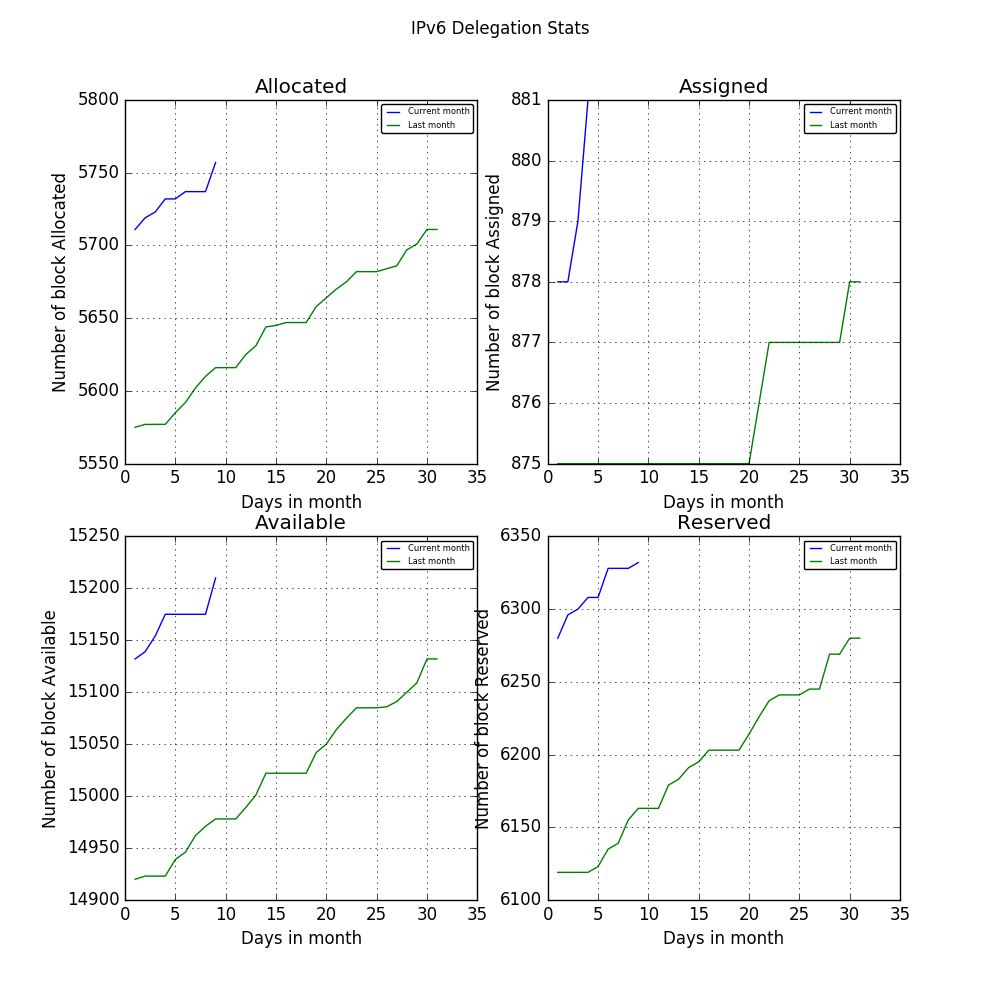 IPv6 Delegation Stats
Allocated
Number of block Allocated
5800
5750
5700
5650
5600
5550
0 5 10 15 20 25 30 35
Days in month
Current month
Last month
Assigned
Number of block Assigned
881
880
879
878
877
876
875
0 5 10 15 20 25 30 35
Days in month
Current month
Last month
Available
Number of block Available
15250
15200
15150
15100
15050
15000
14950
14900
0 5 10 15 20 25 30 35
Days in month
Current month
Last month
Reserved
Number of block Reserved
6350
6300
6250
6200
6150
6100
0 5 10 15 20 25 30 35
Days in month
Current month
Last month